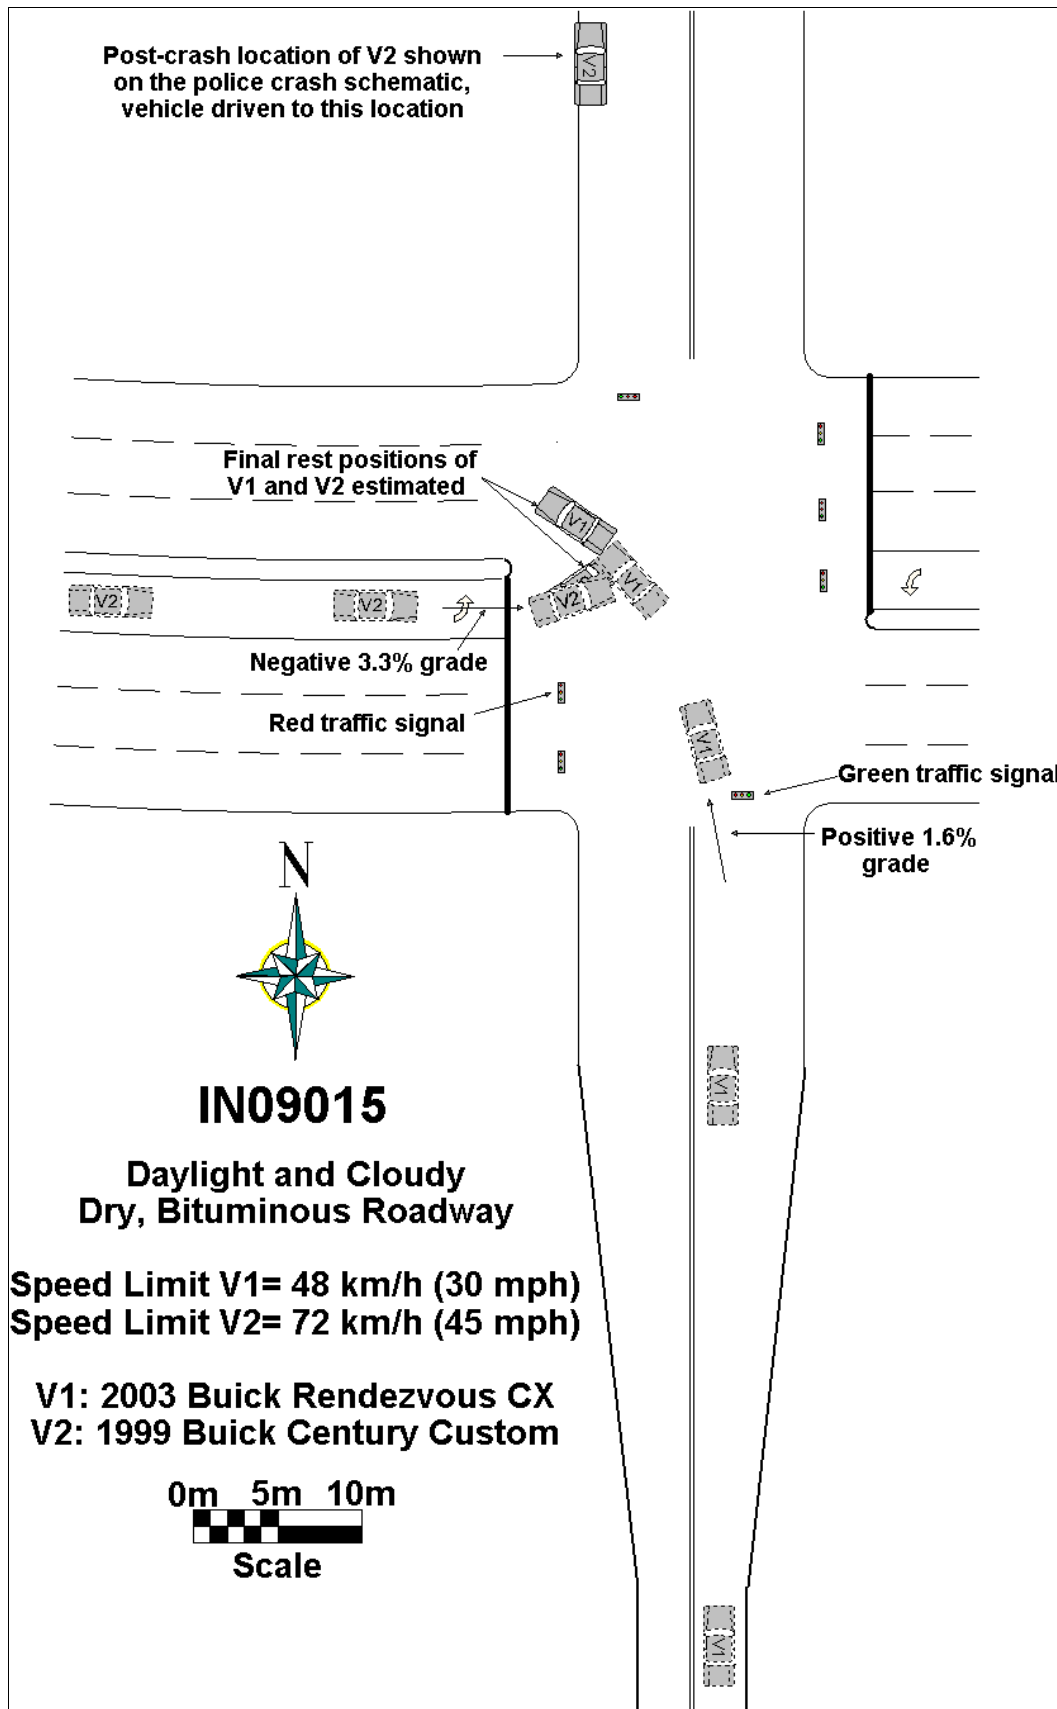 Post-crash location of V2 shown
on the police crash schematic,
vehicle driven to this location
V2
Final rest positions of
V1 and V2 estimated
V1
V1
V2
V2
V2
Negative 3.3% grade
Red traffic signal
V1
Green traffic signal
Positive 1.6%
grade
N
V1
IN09015
Daylight and Cloudy
Dry, Bituminous Roadway
Speed Limit V1= 48 km/h (30 mph)
Speed Limit V2= 72 km/h (45 mph)
V1: 2003 Buick Rendezvous CX
V2: 1999 Buick Century Custom
0m 5m 10m
Scale
V1